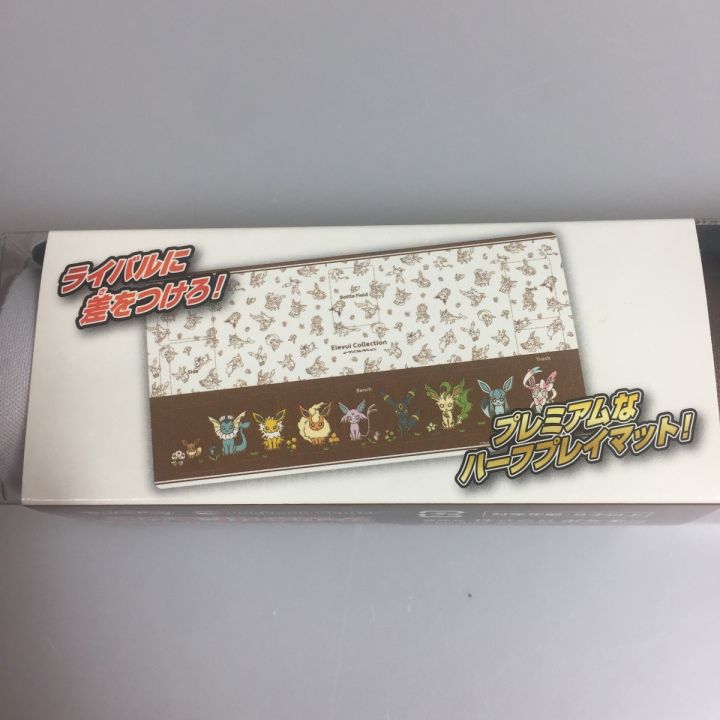 ライバルに
差をつけろ!
Battle Field
Eievui Collection
イーブイコレクション
Side
Trash
Bench
プレミアムな
ハーフプレイマット!